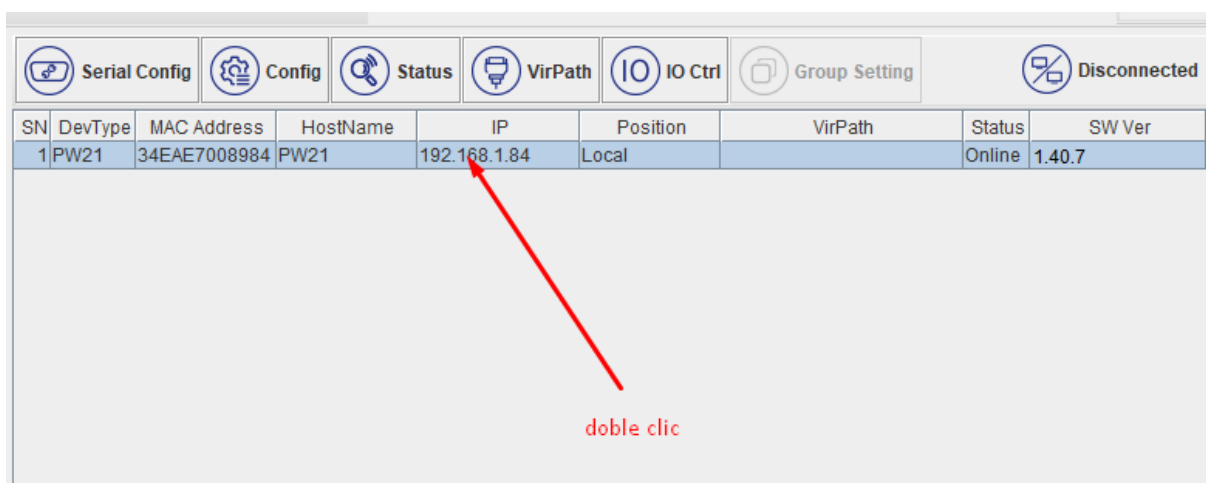 Serial Config Config Status VirPath IO IO Ctrl Group Setting Disconnected
SN DevType MAC Address HostName IP Position VirPath Status SW Ver
1 PW21 34EAE7008984 PW21 192.168.1.84 Local Online 1.40.7
doble clic